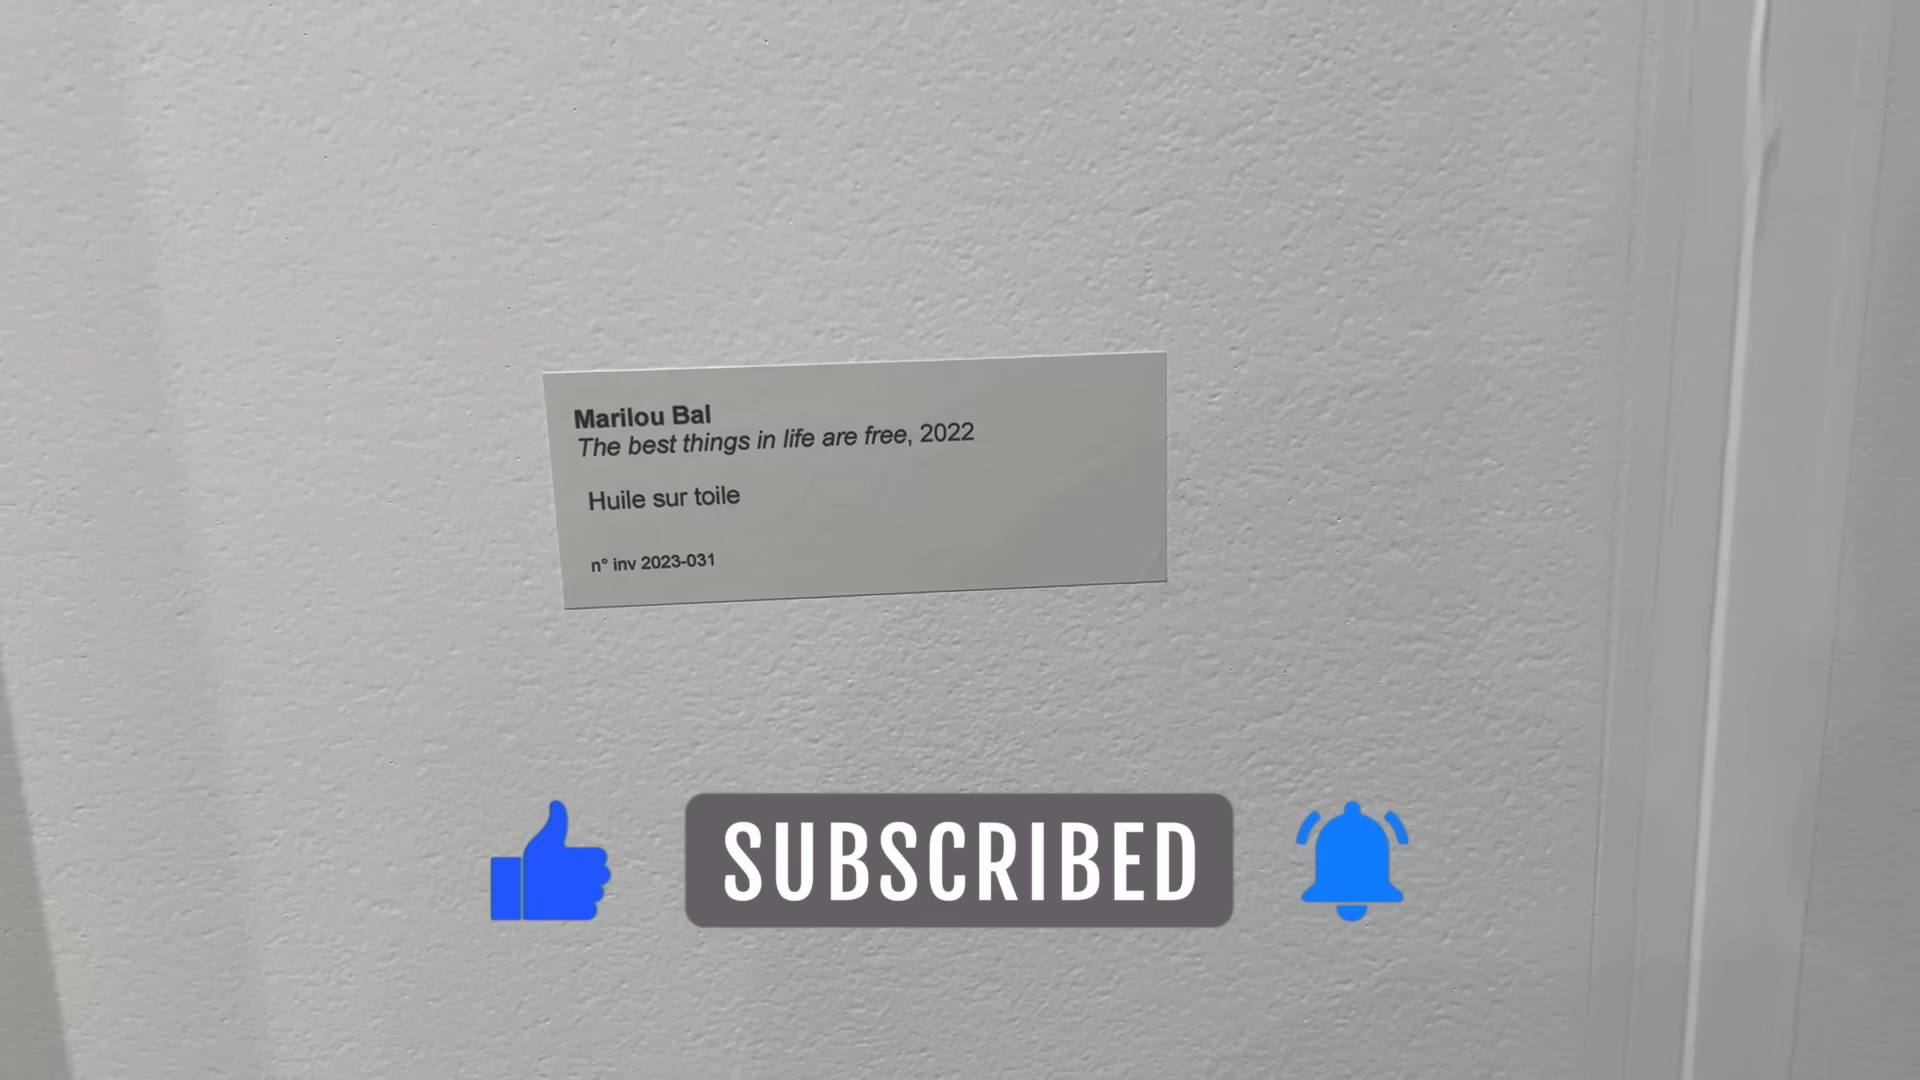 Marilou Bal
The best things in life are free, 2022
Huile sur toile
n° inv 2023-031
SUBSCRIBED